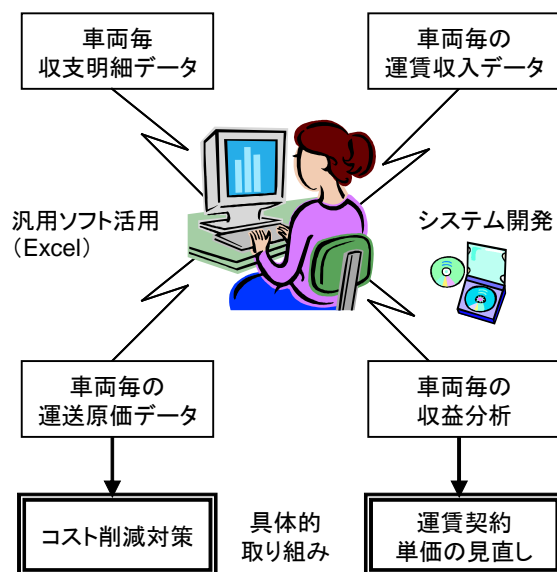 車両毎
収支明細データ
車両毎の
運賃収入データ
汎用ソフト活用
（Excel）
システム開発
車両毎の
運送原価データ
車両毎の
収益分析
コスト削減対策
具体的
取り組み
運賃契約
単価の見直し